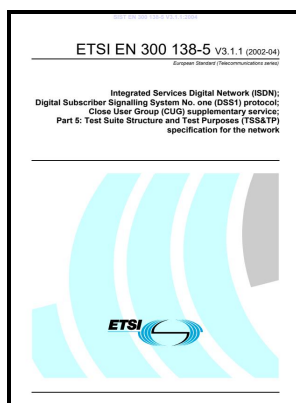 SIST EN 300 138-5 V3.1.1:2004
ETSI EN 300 138-5 V3.1.1 (2002-04)
European Standard (Telecommunications series)
Integrated Services Digital Network (ISDN);
Digital Subscriber Signalling System No. one (DSS1) protocol;
Close User Group (CUG) supplementary service;
Part 5: Test Suite Structure and Test Purposes (TSS&TP)
specification for the network
ETSI